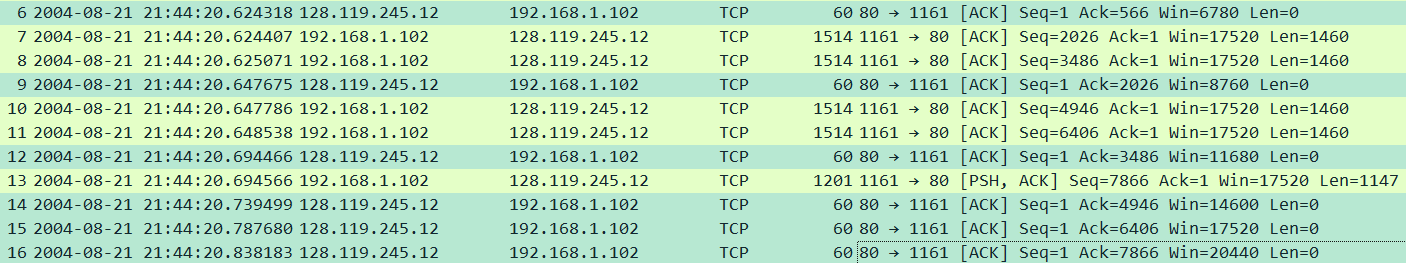 6 2004-08-21 21:44:20.624318 128.119.245.12 192.168.1.102 TCP 60 80 → 1161 [ACK] Seq=1 Ack=566 Win=6780 Len=0
7 2004-08-21 21:44:20.624407 192.168.1.102 128.119.245.12 TCP 1514 1161 → 80 [ACK] Seq=2026 Ack=1 Win=17520 Len=1460
8 2004-08-21 21:44:20.625071 192.168.1.102 128.119.245.12 TCP 1514 1161 → 80 [ACK] Seq=3486 Ack=1 Win=17520 Len=1460
9 2004-08-21 21:44:20.647675 128.119.245.12 192.168.1.102 TCP 60 80 → 1161 [ACK] Seq=1 Ack=2026 Win=8760 Len=0
10 2004-08-21 21:44:20.647786 192.168.1.102 128.119.245.12 TCP 1514 1161 → 80 [ACK] Seq=4946 Ack=1 Win=17520 Len=1460
11 2004-08-21 21:44:20.648538 192.168.1.102 128.119.245.12 TCP 1514 1161 → 80 [ACK] Seq=6406 Ack=1 Win=17520 Len=1460
12 2004-08-21 21:44:20.694466 128.119.245.12 192.168.1.102 TCP 60 80 → 1161 [ACK] Seq=1 Ack=3486 Win=11680 Len=0
13 2004-08-21 21:44:20.694566 192.168.1.102 128.119.245.12 TCP 1201 1161 → 80 [PSH, ACK] Seq=7866 Ack=1 Win=17520 Len=1147
14 2004-08-21 21:44:20.739499 128.119.245.12 192.168.1.102 TCP 60 80 → 1161 [ACK] Seq=1 Ack=4946 Win=14600 Len=0
15 2004-08-21 21:44:20.787680 128.119.245.12 192.168.1.102 TCP 60 80 → 1161 [ACK] Seq=1 Ack=6406 Win=17520 Len=0
16 2004-08-21 21:44:20.838183 128.119.245.12 192.168.1.102 TCP 60 80 → 1161 [ACK] Seq=1 Ack=7866 Win=20440 Len=0